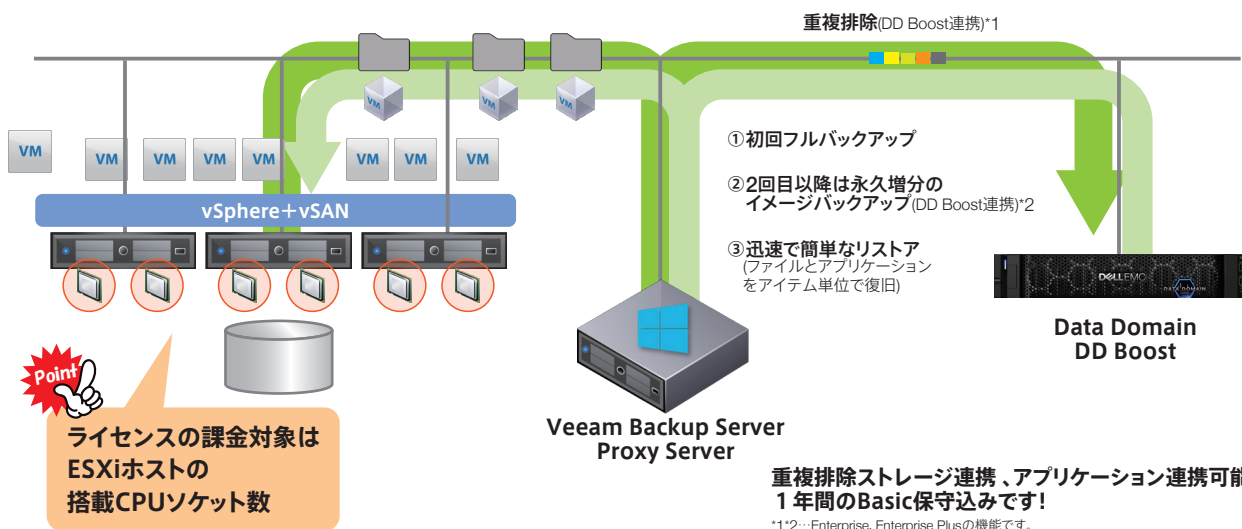 重複排除(DD Boost連携)*1
VM
VM
VM
VM
VM
VM
VM
VM
VM
VM
VM
①初回フルバックアップ
②2回目以降は永久増分の
イメージバックアップ(DD Boost連携)*2
③迅速で簡単なリストア
(ファイルとアプリケーション
をアイテム単位で復旧)
vSphere+vSAN
DELLEMC
DATA DOMAIN
Data Domain
DD Boost
Point
ライセンスの課金対象は
ESXiホストの
搭載CPUソケット数
Veeam Backup Server
Proxy Server
重複排除ストレージ連携、アプリケーション連携可能
1年間のBasic保守込みです!
*1*2…Enterprise, Enterprise Plusの機能です。